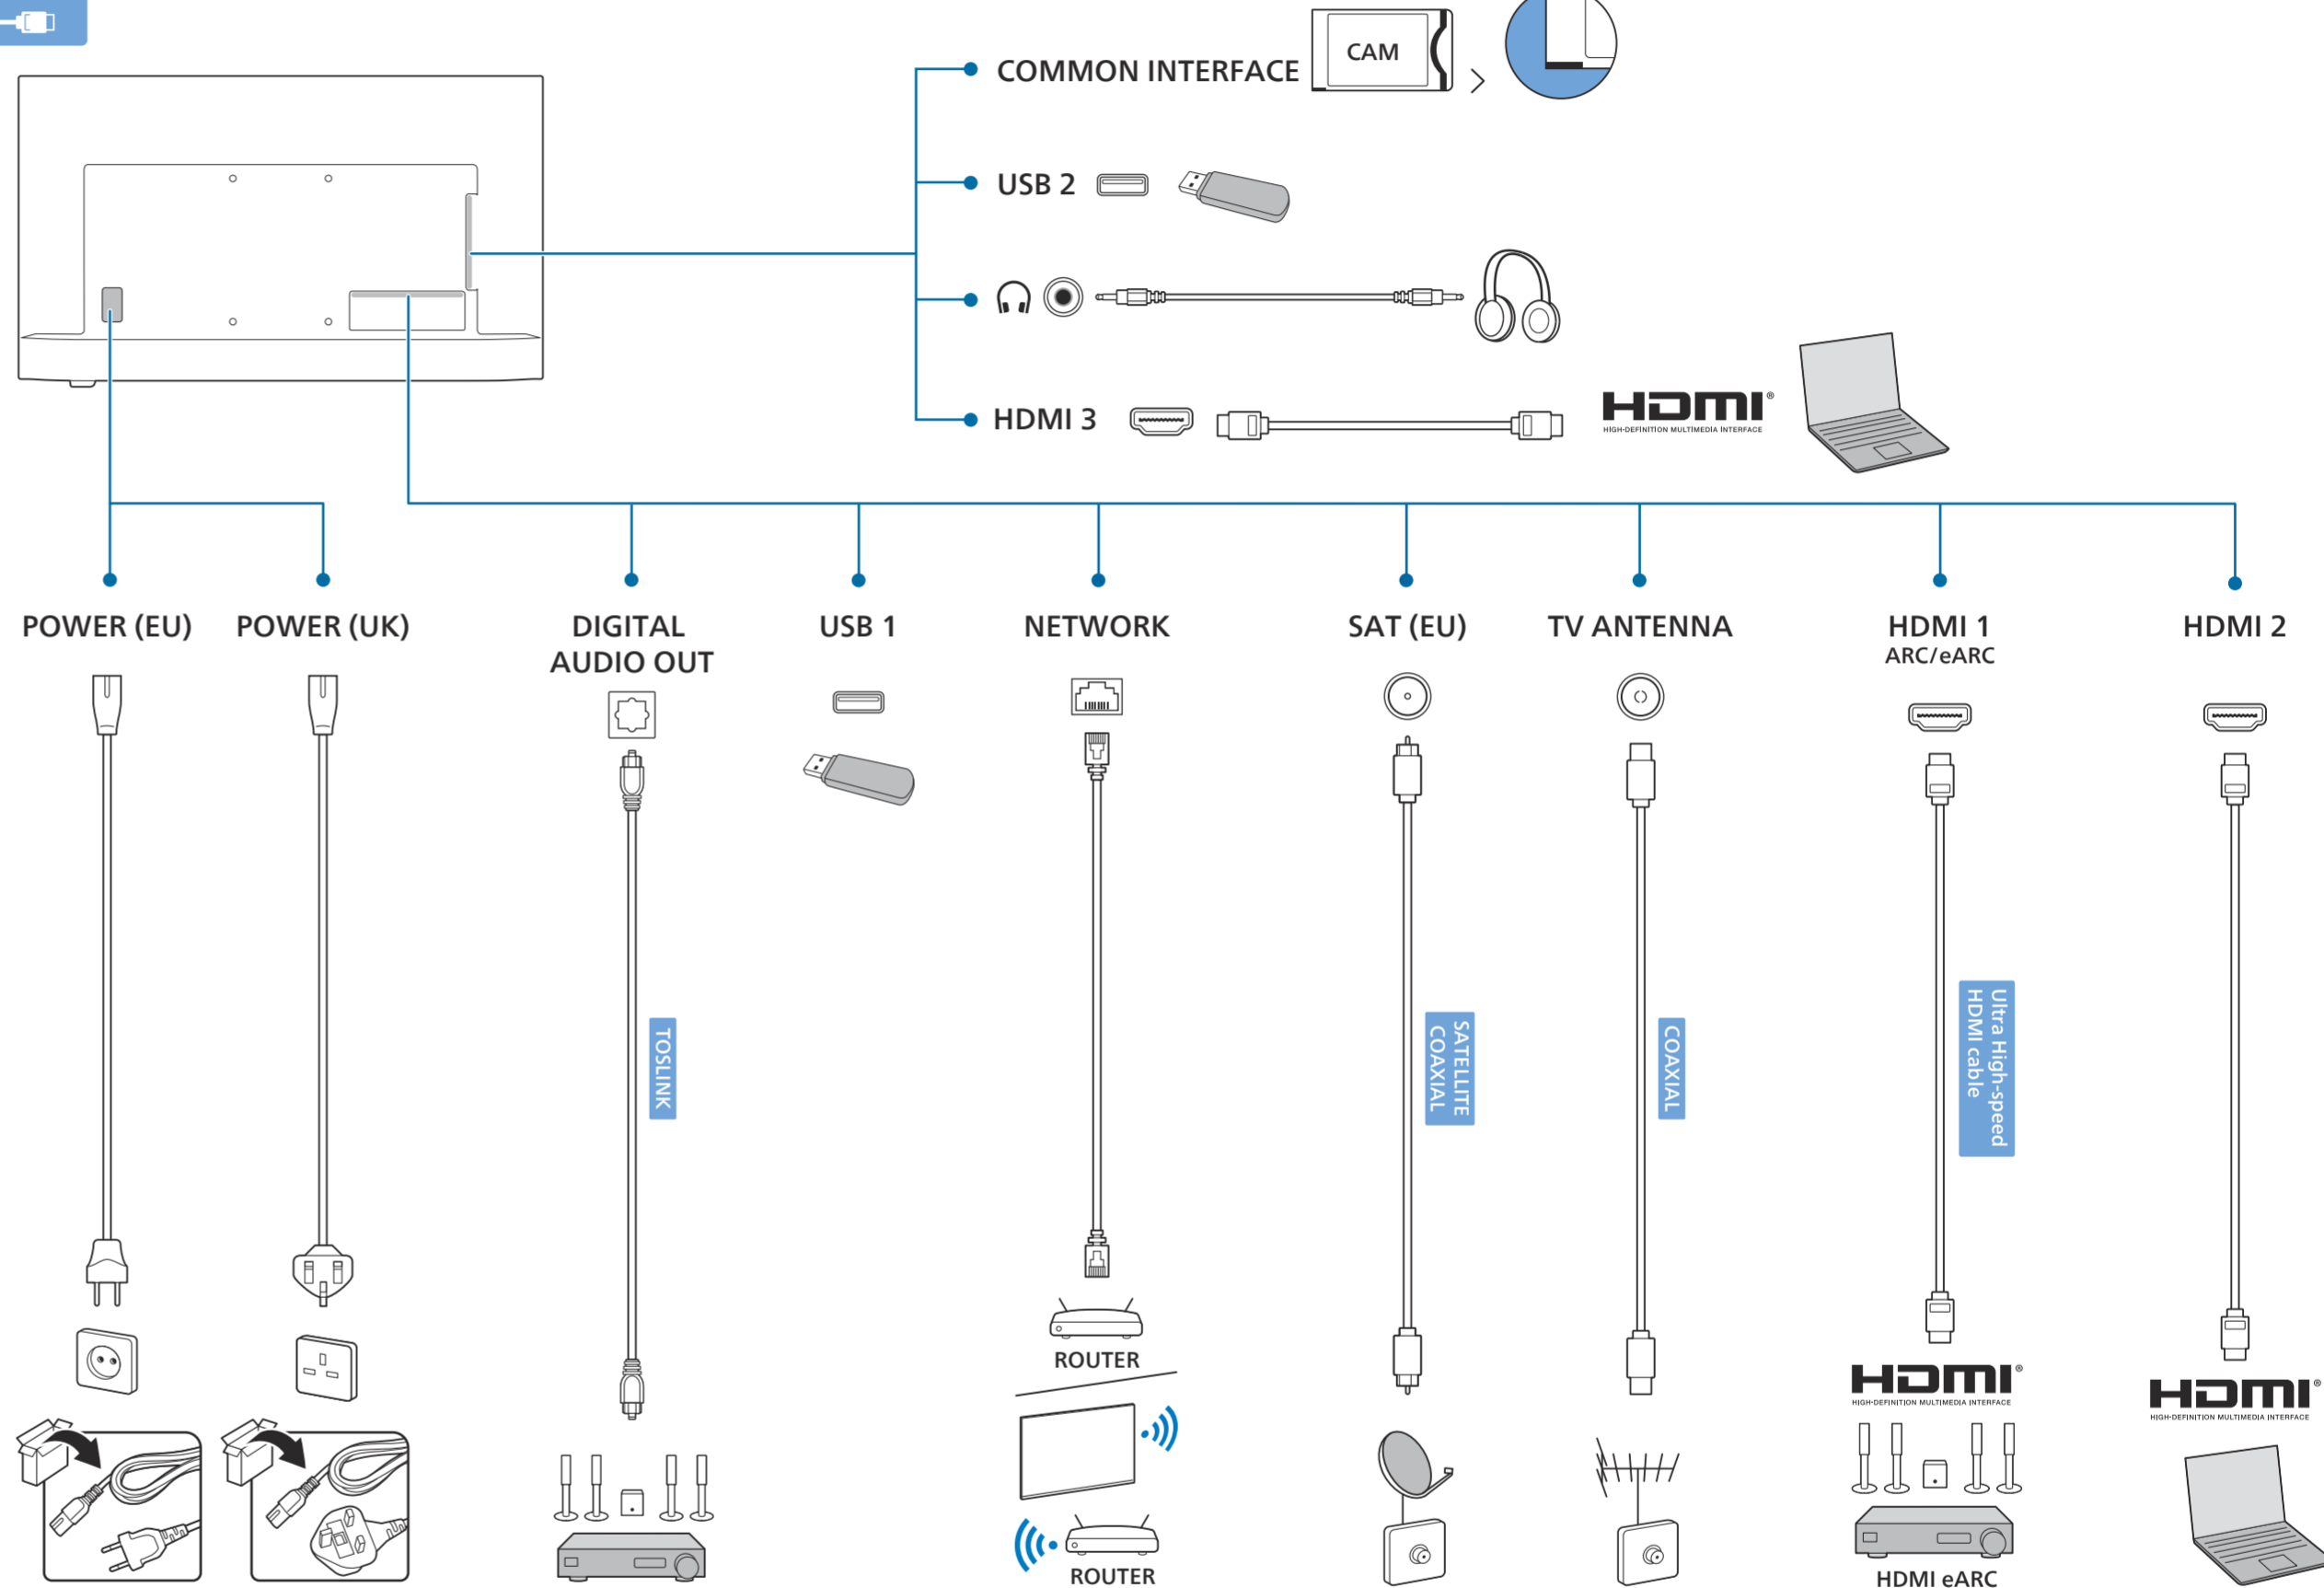 COMMON INTERFACE
CAM
USB 2
HDMI 3
HDMI®
HIGH-DEFINITION MULTIMEDIA INTERFACE
POWER (EU)
POWER (UK)
DIGITAL
AUDIO OUT
USB 1
NETWORK
SAT (EU)
TV ANTENNA
HDMI 1
ARC/eARC
HDMI 2
TOSLINK
SATELLITE
COAXIAL
COAXIAL
Ultra High-speed
HDMI cable
ROUTER
ROUTER
HDMI®
HIGH-DEFINITION MULTIMEDIA INTERFACE
HDMI eARC
HDMI®
HIGH-DEFINITION MULTIMEDIA INTERFACE